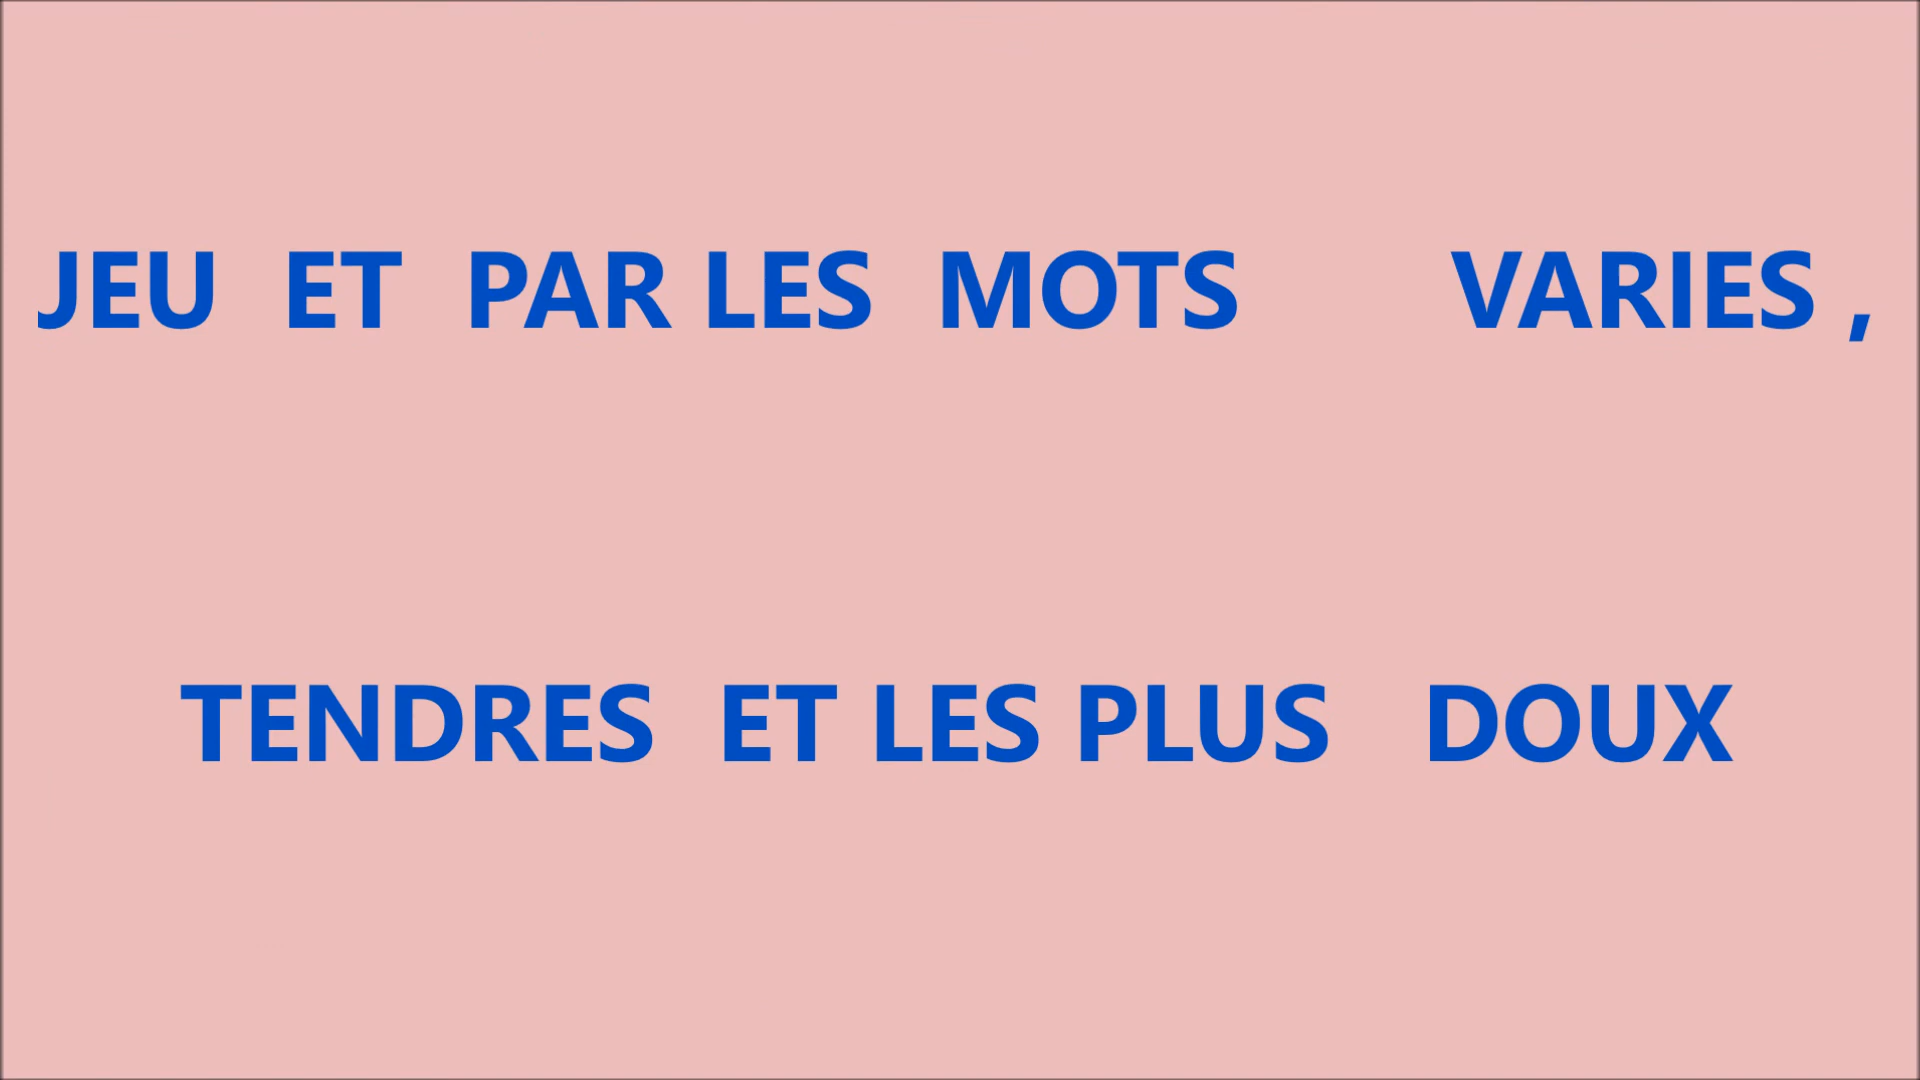 JEU ET PAR LES MOTS VARIES ,
TENDRES ET LES PLUS DOUX